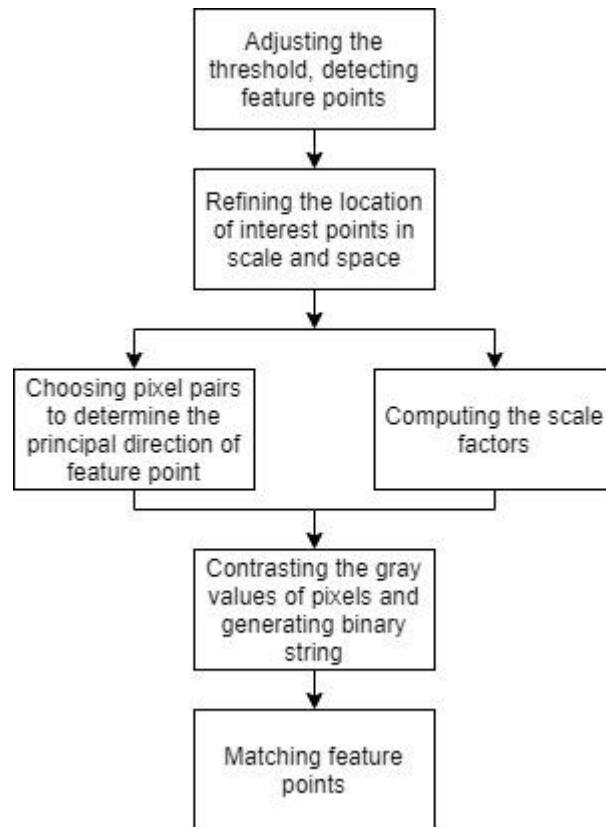 Adjusting the
threshold, detecting
feature points
Refining the location
of interest points in
scale and space
Choosing pixel pairs
to determine the
principal direction of
feature point
Computing the scale
factors
Contrasting the gray
values of pixels and
generating binary
string
Matching feature
points